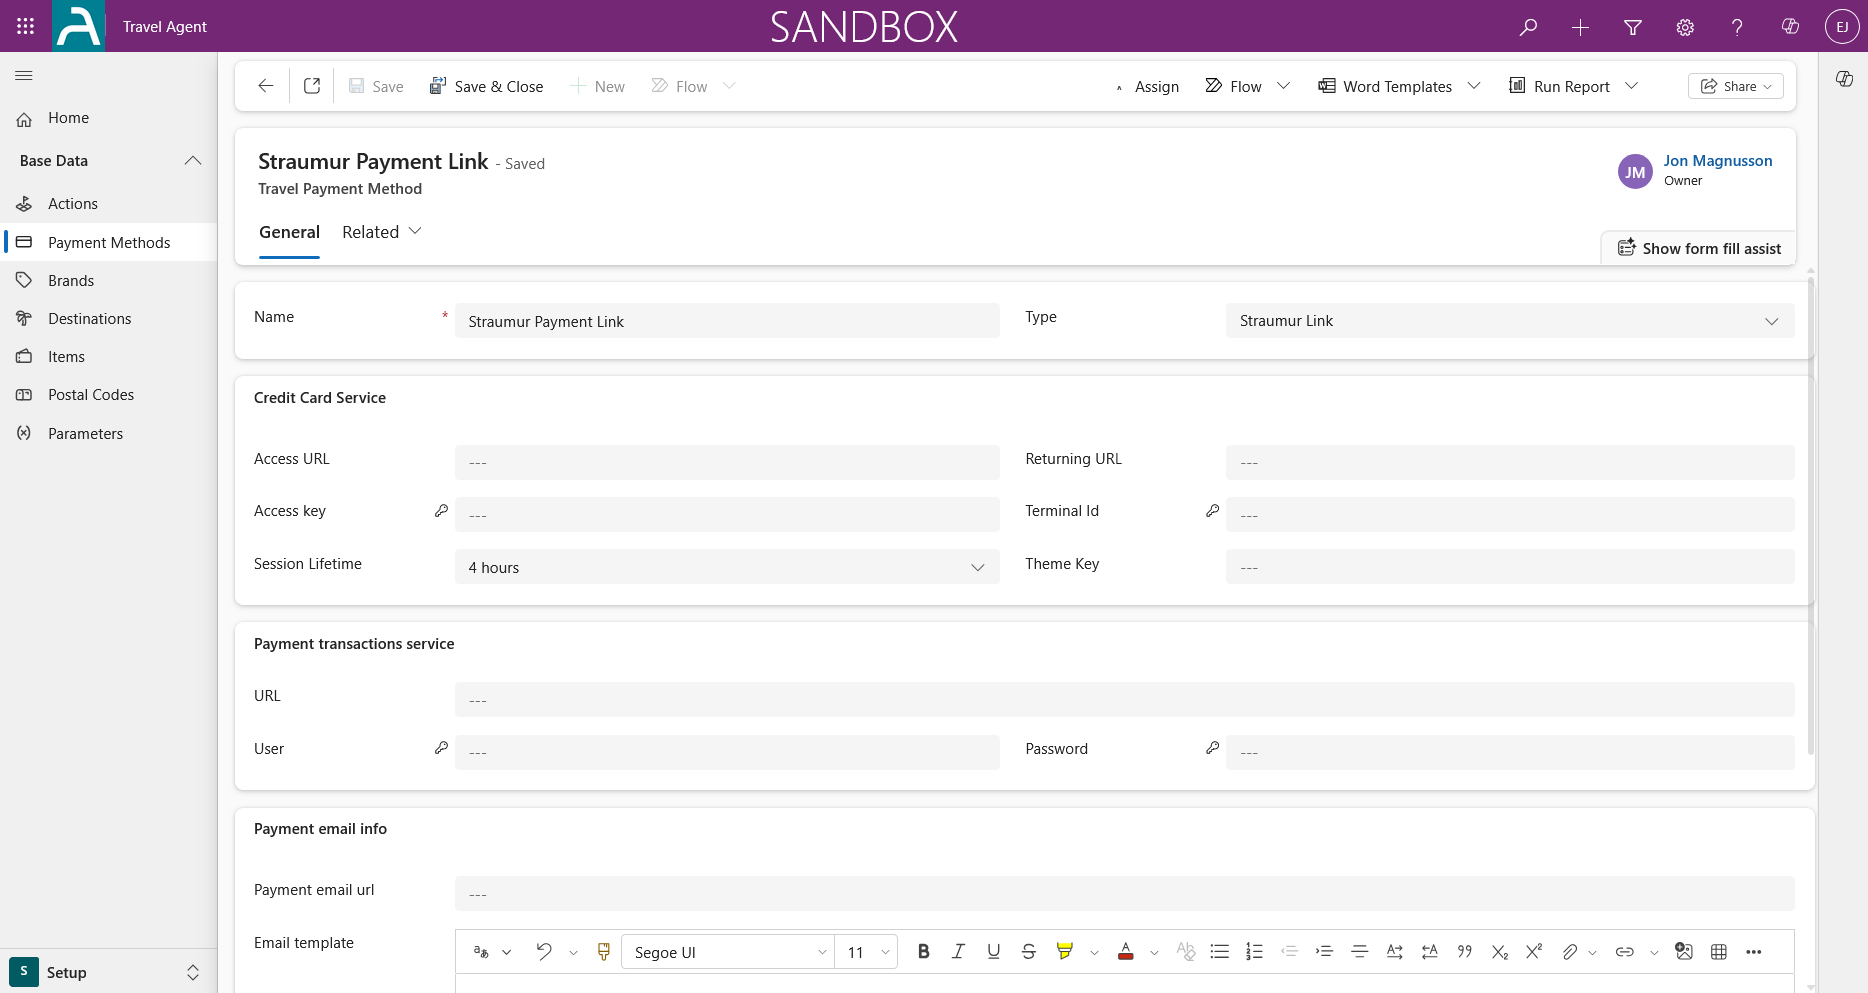 Travel Agent
SANDBOX
EJ
Save
Save & Close
New
Flow
Assign
Flow
Word Templates
Run Report
Share
Home
Base Data
Actions
Payment Methods
Brands
Destinations
Items
Postal Codes
Parameters
S
Setup
Straumur Payment Link - Saved
Travel Payment Method
JM
Jon Magnusson
Owner
General
Related
Show form fill assist
Name *
Straumur Payment Link
Type
Straumur Link
Credit Card Service
Access URL
---
Returning URL
---
Access key
---
Terminal Id
---
Session Lifetime
4 hours
Theme Key
---
Payment transactions service
URL
---
User
---
Password
---
Payment email info
Payment email url
---
Email template
Segoe UI
11